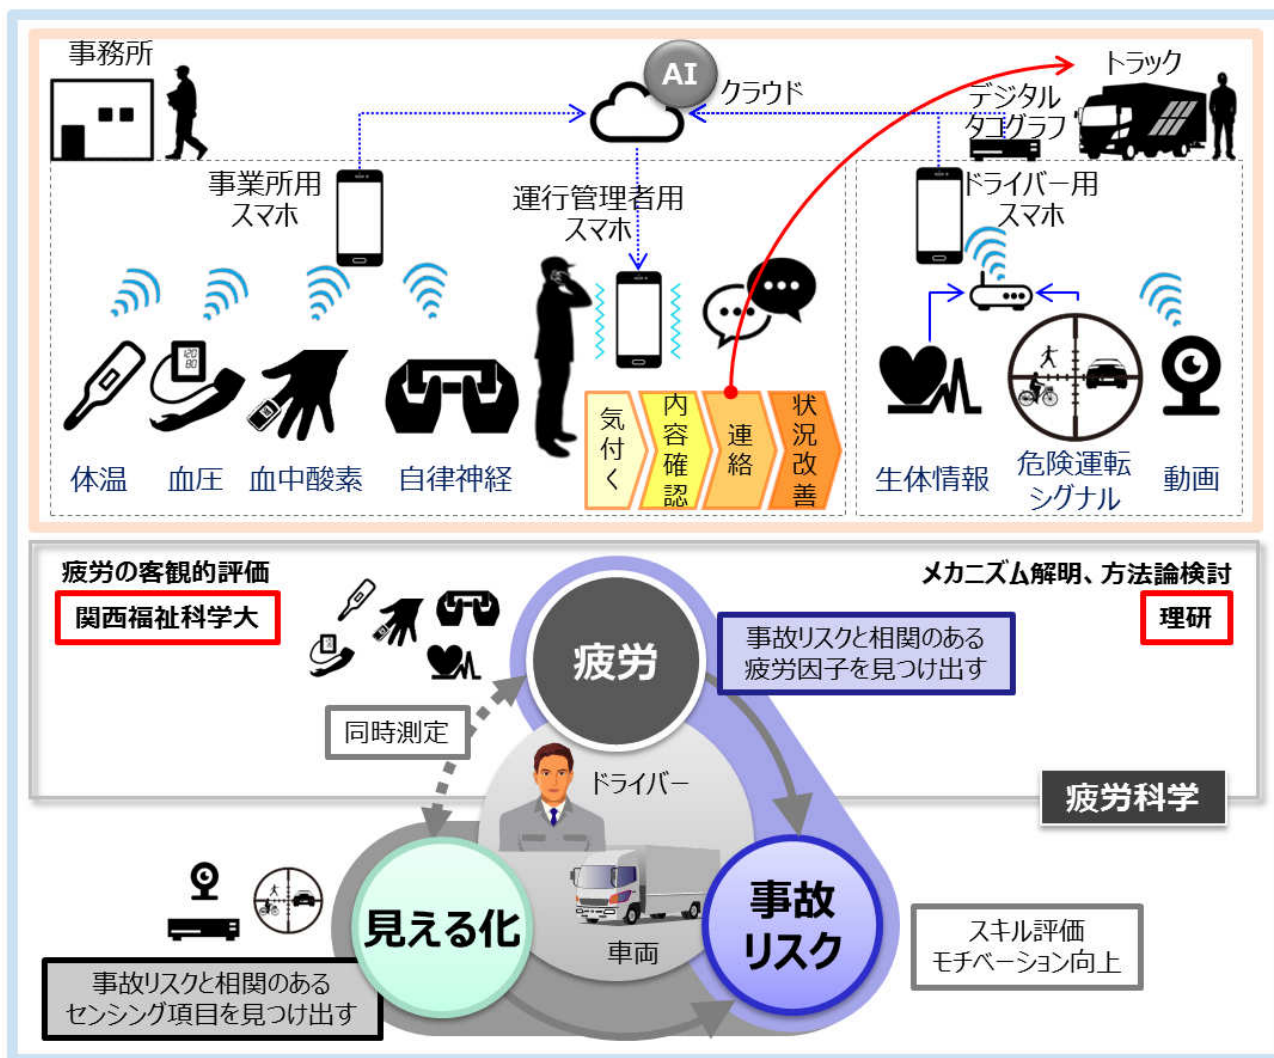 事務所
AI
クラウド
トラック
デジタル
タコグラフ
事業所用
スマホ
運行管理者用
スマホ
ドライバー用
スマホ
120
80
気付く
内容確認
連絡
状況改善
体温
血圧
血中酸素
自律神経
生体情報
危険運転
シグナル
動画
疲労の客観的評価
関西福祉科学大
メカニズム解明、方法論検討
理研
疲労
事故リスクと相関のある
疲労因子を見つけ出す
同時測定
ドライバー
疲労科学
見える化
車両
事故
リスク
スキル評価
モチベーション向上
事故リスクと相関のある
センシング項目を見つけ出す